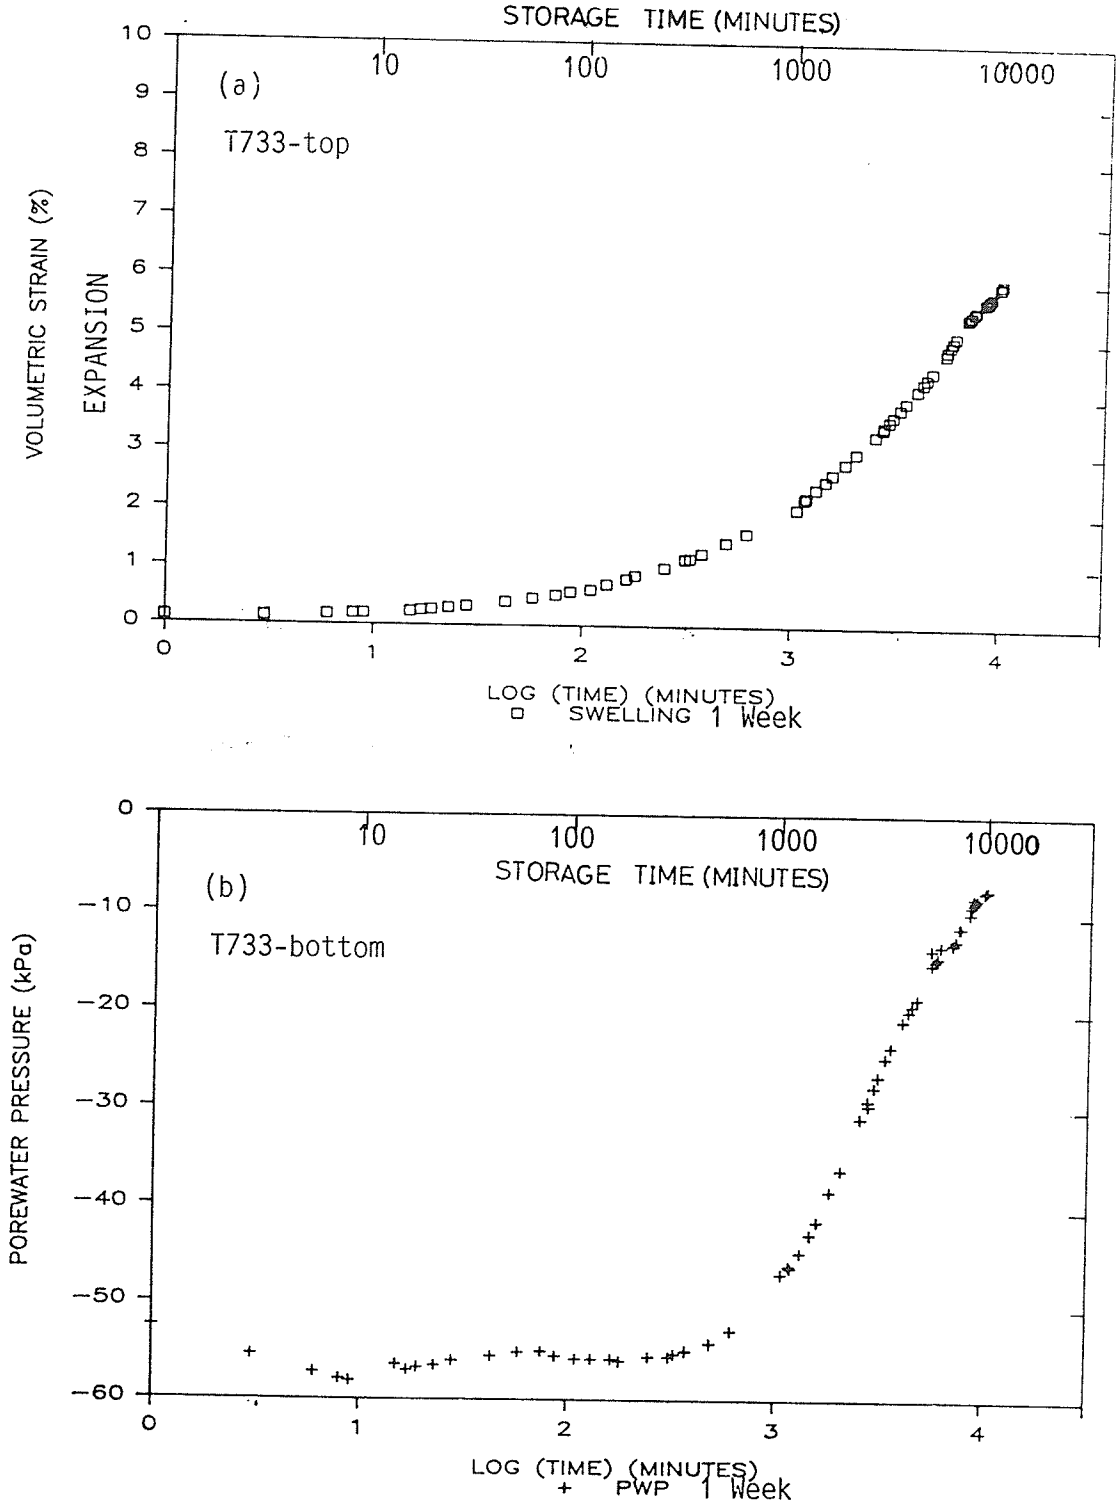 STORAGE TIME (MINUTES)
10 100 1000 10000
(a)
T733-top
10
9
8
7
6
5
4
3
2
1
0
VOLUMETRIC STRAIN (%)
EXPANSION
0 1 2 3 4
LOG (TIME) (MINUTES)
SWELLING 1 Week
0
10 100 1000 10000
STORAGE TIME (MINUTES)
(b)
T733-bottom
−10
−20
−30
−40
−50
−60
POREWATER PRESSURE (kPa)
0 1 2 3 4
LOG (TIME) (MINUTES)
+ PWP 1 Week